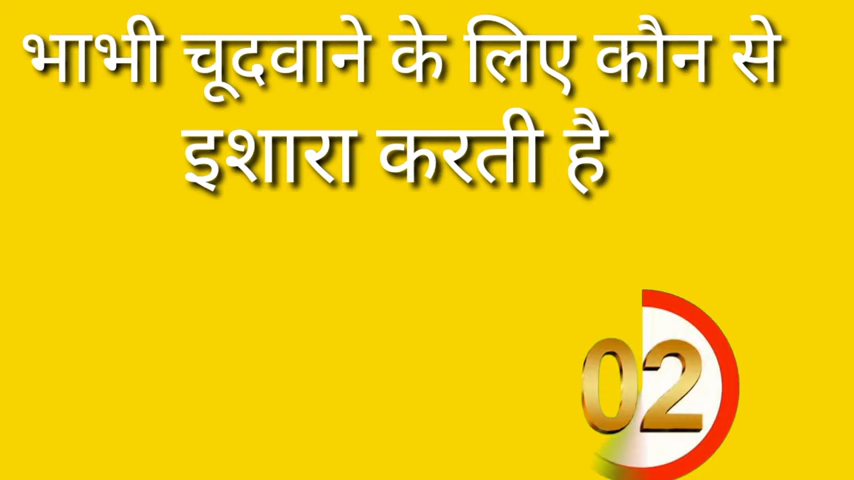 भाभी चूदवाने के लिए कौन से
इशारा करती है
02